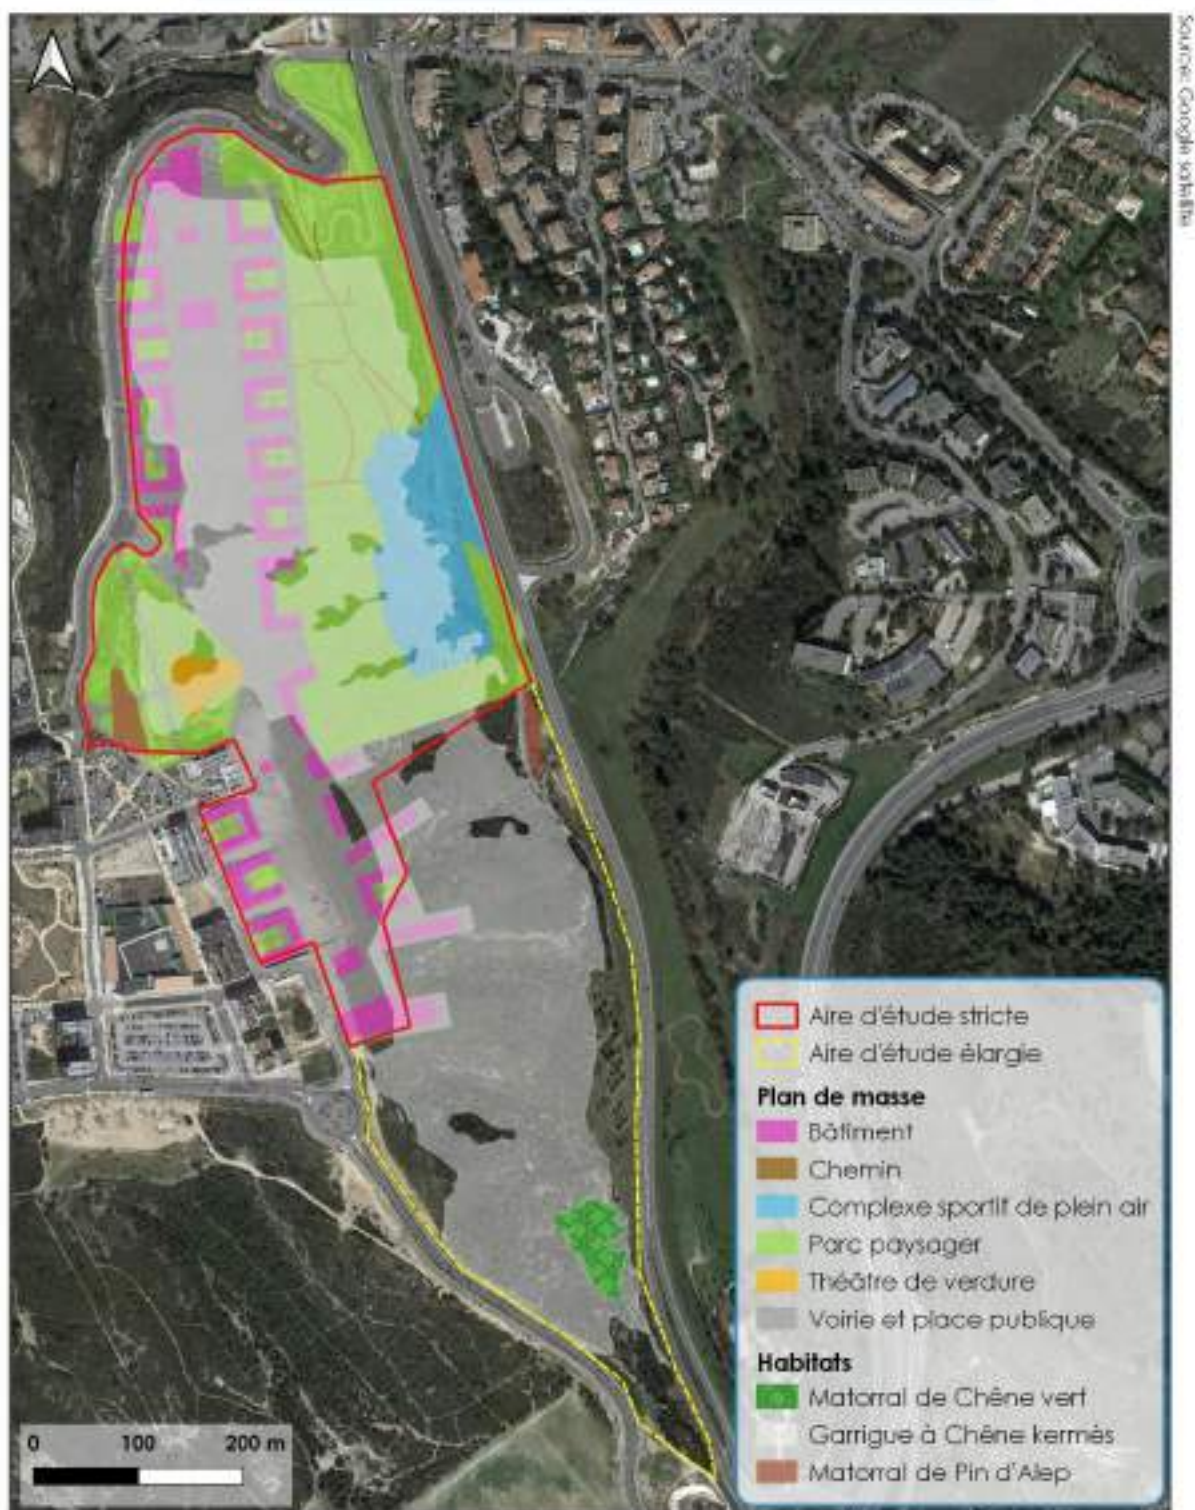 Source: Google satellite
Aire d'étude stricte
Aire d'étude élargie
Plan de masse
Bâtiment
Chemin
Complexe sportif de plein air
Parc paysager
Théâtre de verdure
Voirie et place publique
Habitats
Matorral de Chêne vert
Garrigue à Chêne kermès
Matorral de Pin d'Alep
0 100 200 m